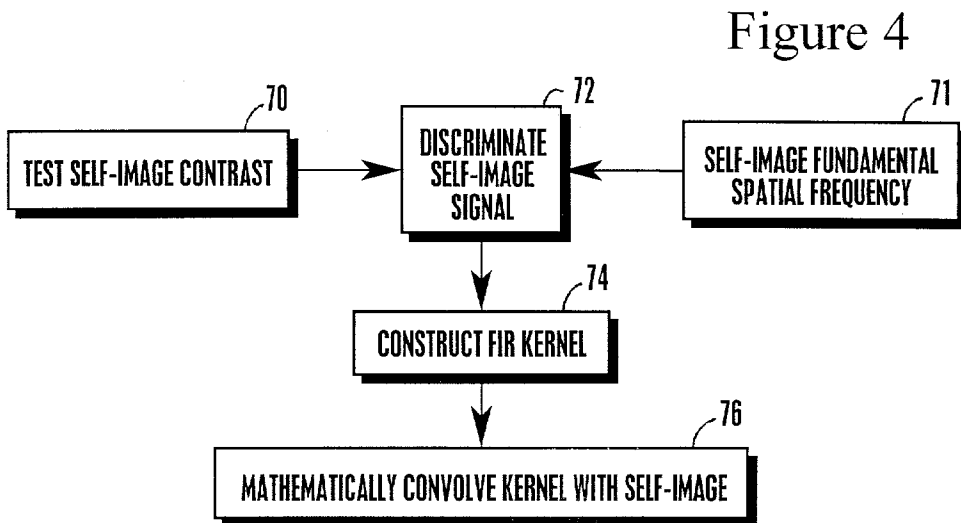 Figure 4
70
72
71
TEST SELF-IMAGE CONTRAST
DISCRIMINATE
SELF-IMAGE
SIGNAL
SELF-IMAGE FUNDAMENTAL
SPATIAL FREQUENCY
74
CONSTRUCT FIR KERNEL
76
MATHEMATICALLY CONVOLVE KERNEL WITH SELF-IMAGE